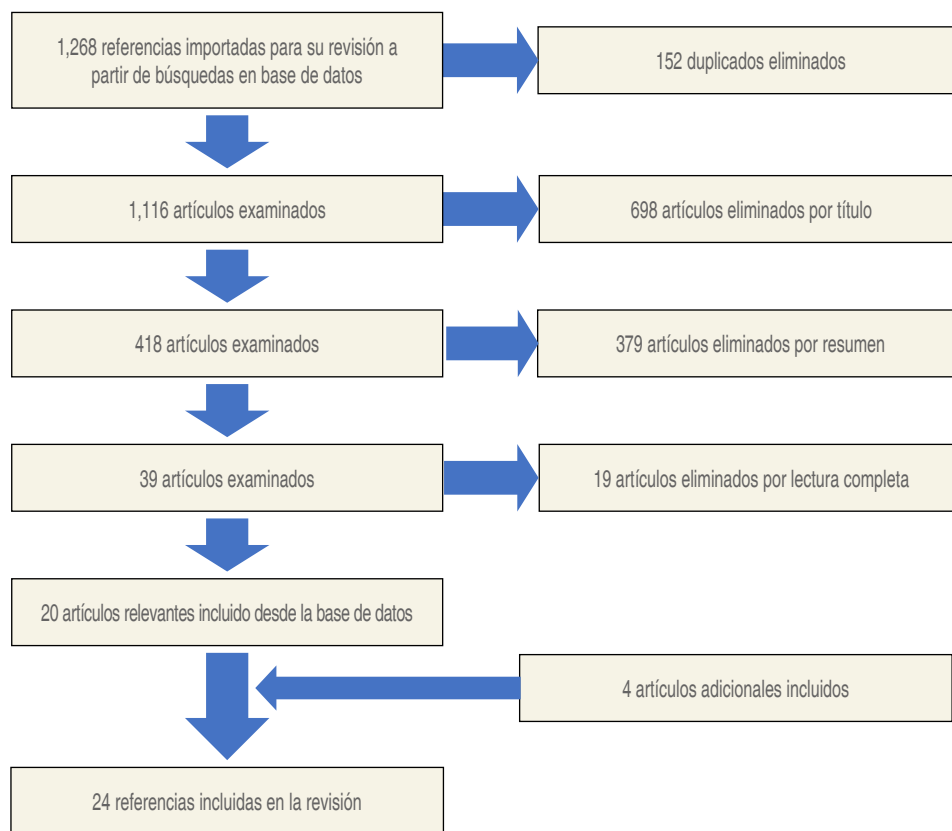 1,268 referencias importadas para su revisión a
partir de búsquedas en base de datos
152 duplicados eliminados
1,116 artículos examinados
698 artículos eliminados por título
418 artículos examinados
379 artículos eliminados por resumen
39 artículos examinados
19 artículos eliminados por lectura completa
20 artículos relevantes incluido desde la base de datos
4 artículos adicionales incluidos
24 referencias incluidas en la revisión